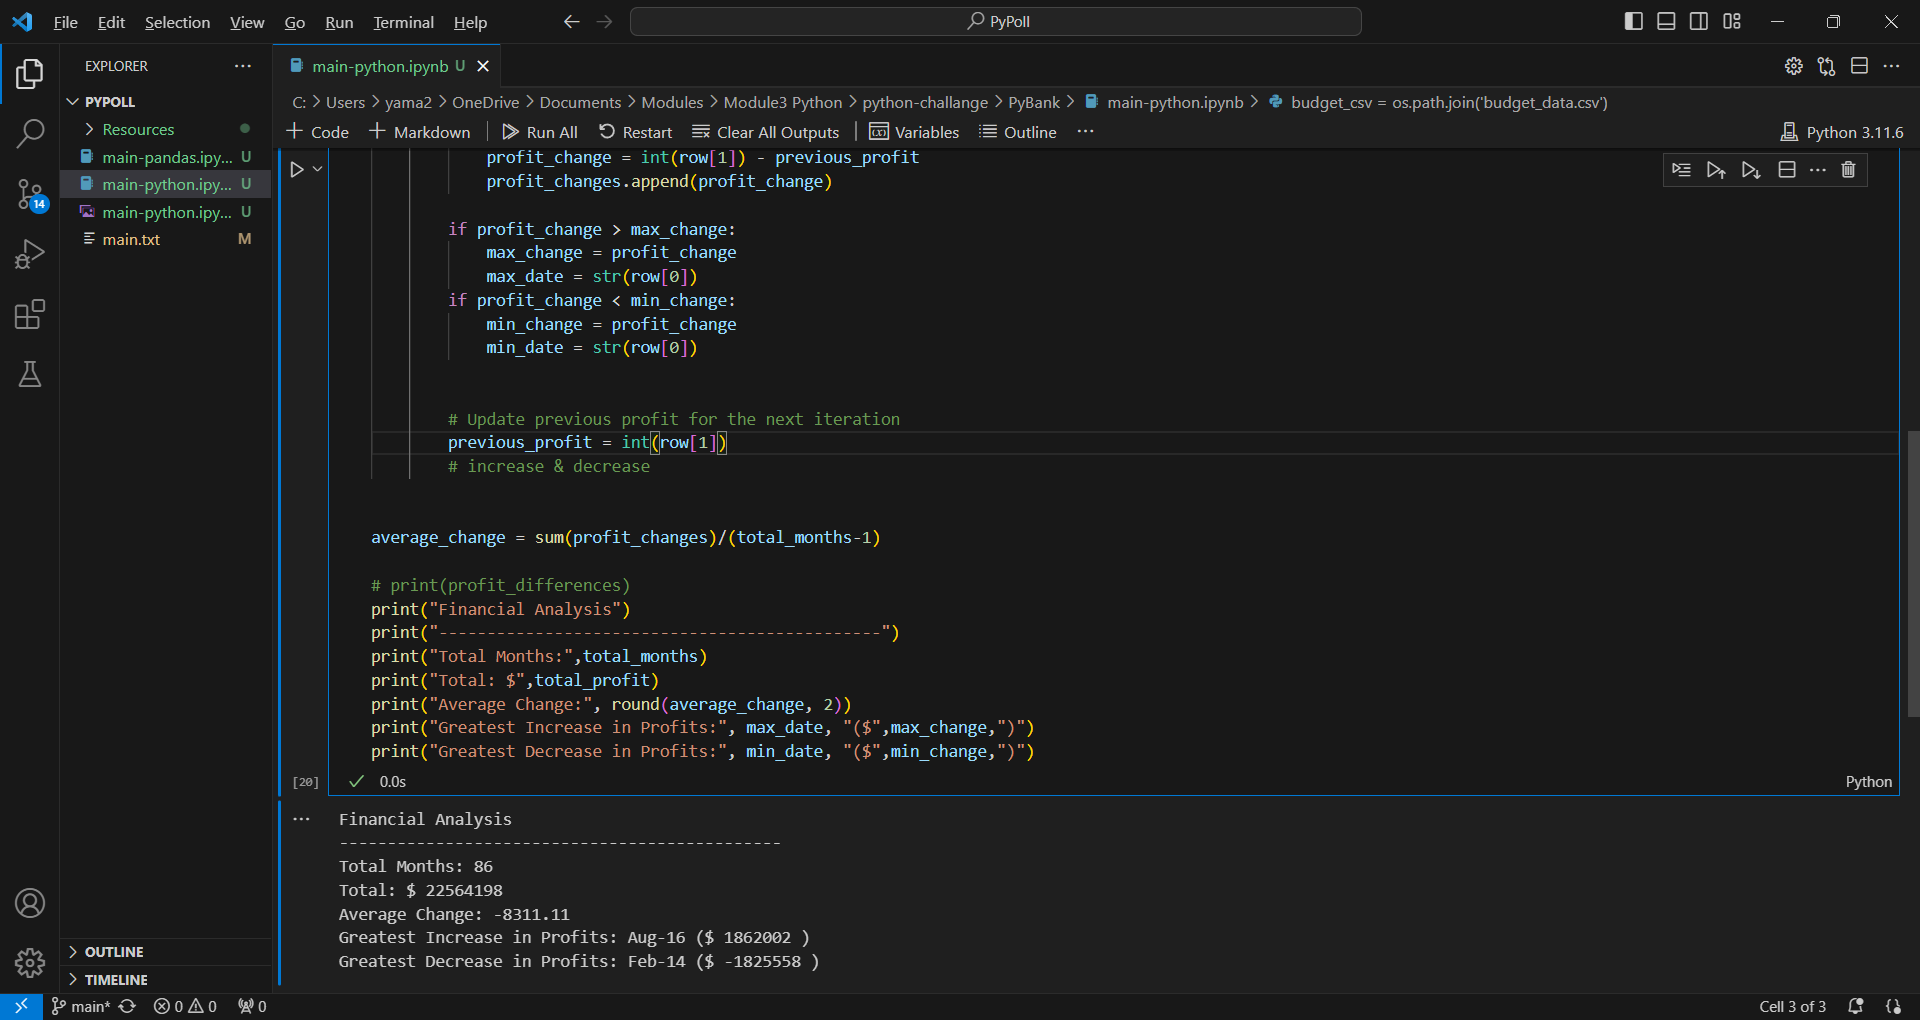 File Edit Selection View Go Run Terminal Help PyPoll
EXPLORER
PYPOLL
Resources
main-pandas.ipy... U
main-python.ipy... U
main-python.ipy... U
main.txt M
OUTLINE
TIMELINE
14
main-python.ipynb U
C: > Users > yama2 > OneDrive > Documents > Modules > Module3 Python > python-challange > PyBank > main-python.ipynb > budget_csv = os.path.join('budget_data.csv')
+ Code + Markdown Run All Restart Clear All Outputs Variables Outline ... Python 3.11.6
profit_change = int(row[1]) - previous_profit
profit_changes.append(profit_change)
if profit_change > max_change:
max_change = profit_change
max_date = str(row[0])
if profit_change < min_change:
min_change = profit_change
min_date = str(row[0])
# Update previous profit for the next iteration
previous_profit = int(row[1])
# increase & decrease
average_change = sum(profit_changes)/(total_months-1)
# print(profit_differences)
print("Financial Analysis")
print("----------------------------------------------")
print("Total Months:",total_months)
print("Total: $",total_profit)
print("Average Change:", round(average_change, 2))
print("Greatest Increase in Profits:", max_date, "($",max_change,")")
print("Greatest Decrease in Profits:", min_date, "($",min_change,")")
[20] 0.0s Python
Financial Analysis
----------------------------------------------
Total Months: 86
Total: $ 22564198
Average Change: -8311.11
Greatest Increase in Profits: Aug-16 ($ 1862002 )
Greatest Decrease in Profits: Feb-14 ($ -1825558 )
main* 0 0 0 Cell 3 of 3